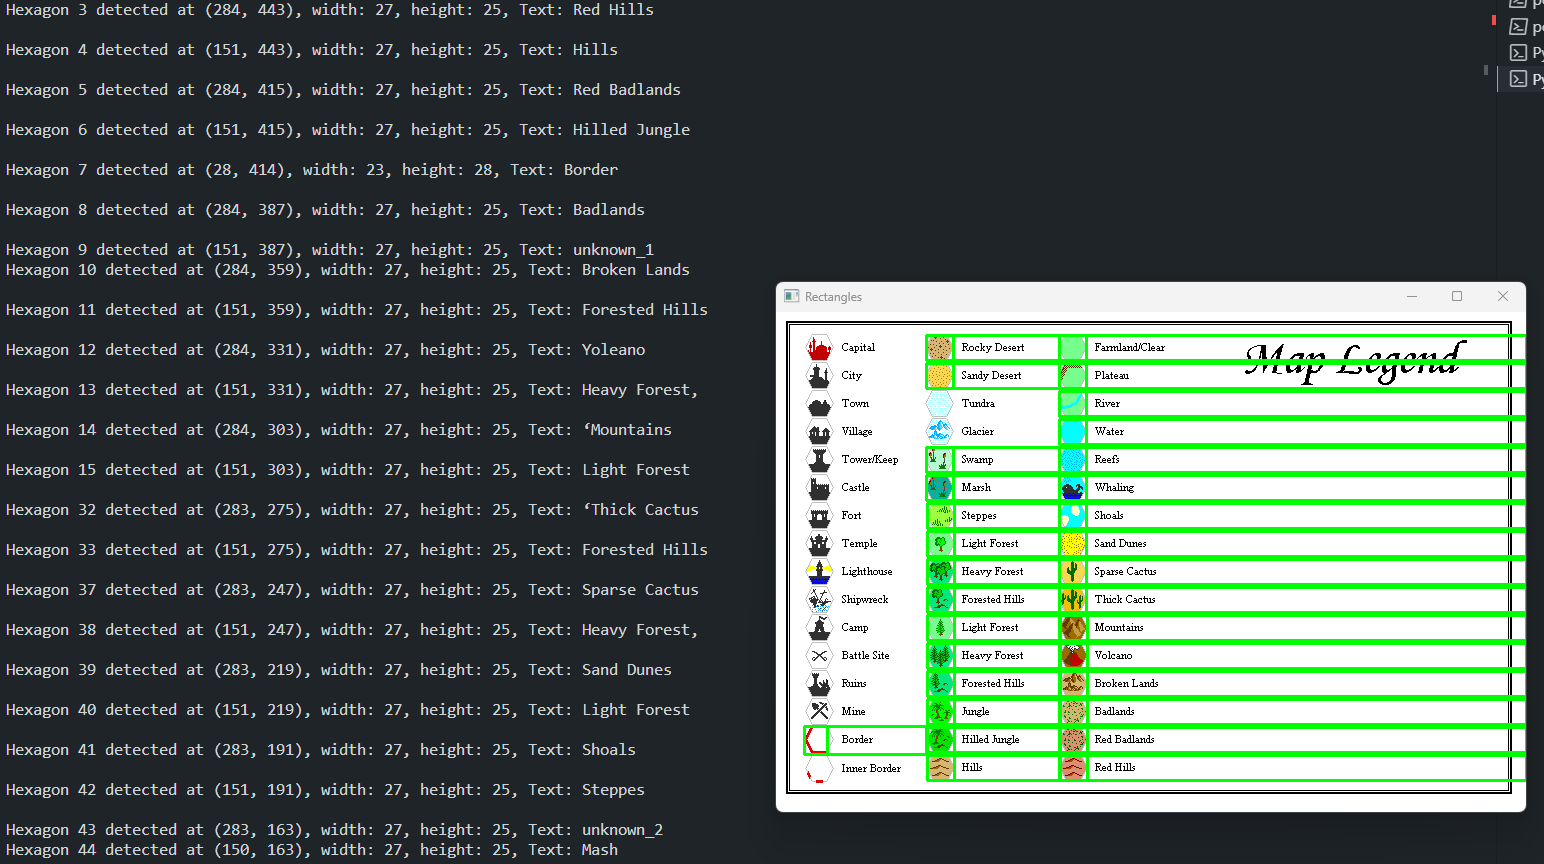 Hexagon 3 detected at (284, 443), width: 27, height: 25, Text: Red Hills
Hexagon 4 detected at (151, 443), width: 27, height: 25, Text: Hills
Hexagon 5 detected at (284, 415), width: 27, height: 25, Text: Red Badlands
Hexagon 6 detected at (151, 415), width: 27, height: 25, Text: Hilled Jungle
Hexagon 7 detected at (28, 414), width: 23, height: 28, Text: Border
Hexagon 8 detected at (284, 387), width: 27, height: 25, Text: Badlands
Hexagon 9 detected at (151, 387), width: 27, height: 25, Text: unknown_1
Hexagon 10 detected at (284, 359), width: 27, height: 25, Text: Broken Lands
Hexagon 11 detected at (151, 359), width: 27, height: 25, Text: Forested Hills
Hexagon 12 detected at (284, 331), width: 27, height: 25, Text: Yoleano
Hexagon 13 detected at (151, 331), width: 27, height: 25, Text: Heavy Forest,
Hexagon 14 detected at (284, 303), width: 27, height: 25, Text: ‘Mountains
Hexagon 15 detected at (151, 303), width: 27, height: 25, Text: Light Forest
Hexagon 32 detected at (283, 275), width: 27, height: 25, Text: ‘Thick Cactus
Hexagon 33 detected at (151, 275), width: 27, height: 25, Text: Forested Hills
Hexagon 37 detected at (283, 247), width: 27, height: 25, Text: Sparse Cactus
Hexagon 38 detected at (151, 247), width: 27, height: 25, Text: Heavy Forest,
Hexagon 39 detected at (283, 219), width: 27, height: 25, Text: Sand Dunes
Hexagon 40 detected at (151, 219), width: 27, height: 25, Text: Light Forest
Hexagon 41 detected at (283, 191), width: 27, height: 25, Text: Shoals
Hexagon 42 detected at (151, 191), width: 27, height: 25, Text: Steppes
Hexagon 43 detected at (283, 163), width: 27, height: 25, Text: unknown_2
Hexagon 44 detected at (150, 163), width: 27, height: 25, Text: Mash
Rectangles
Map Legend
Capital
City
Town
Village
Tower/Keep
Castle
Fort
Temple
Lighthouse
Shipwreck
Camp
Battle Site
Ruins
Mine
Border
Inner Border
Rocky Desert
Sandy Desert
Tundra
Glacier
Swamp
Marsh
Steppes
Light Forest
Heavy Forest
Forested Hills
Light Forest
Heavy Forest
Forested Hills
Jungle
Hilled Jungle
Hills
Farmland/Clear
Plateau
River
Water
Reefs
Whaling
Shoals
Sand Dunes
Sparse Cactus
Thick Cactus
Mountains
Volcano
Broken Lands
Badlands
Red Badlands
Red Hills